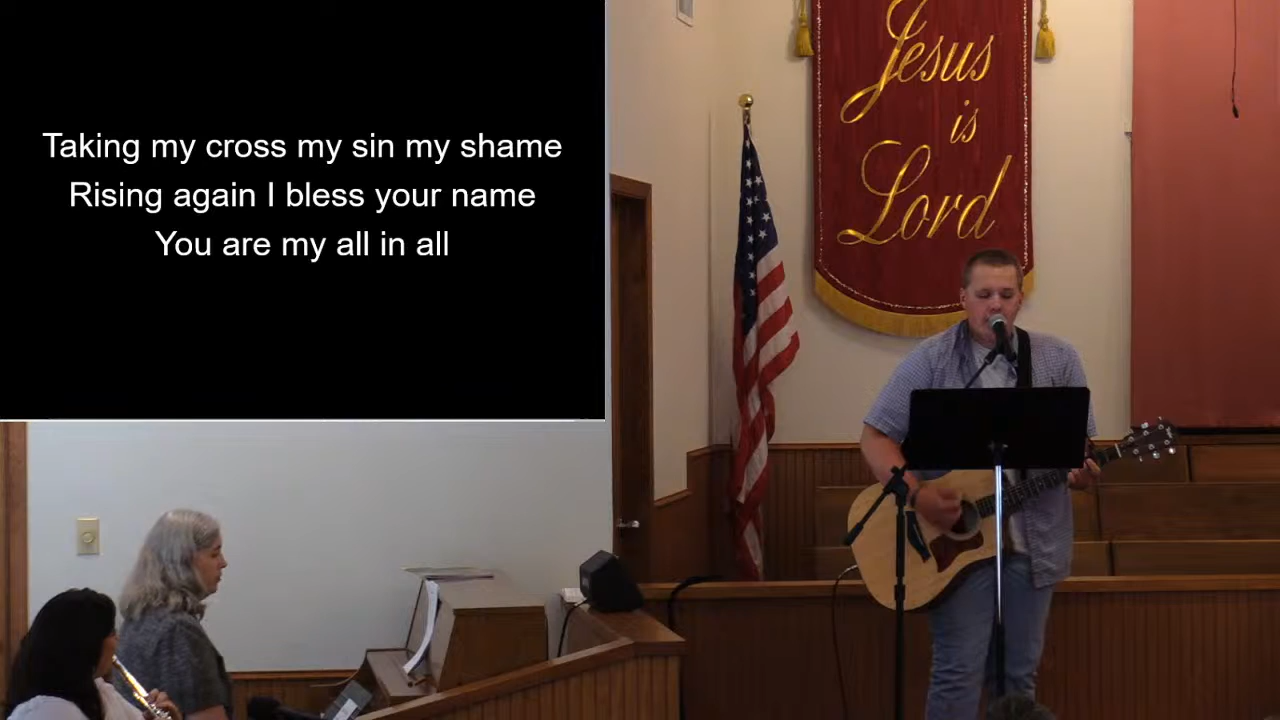 Taking my cross my sin my shame
Rising again I bless your name
You are my all in all
Jesus
is
Lord